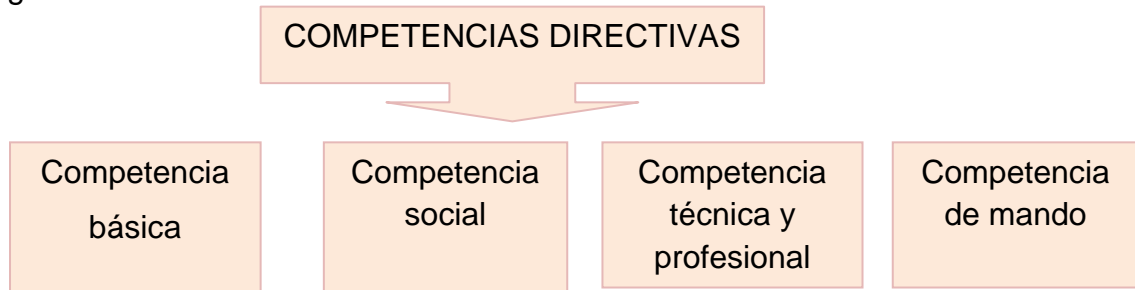 COMPETENCIAS DIRECTIVAS
Competencia
básica
Competencia
social
Competencia
técnica y
profesional
Competencia
de mando